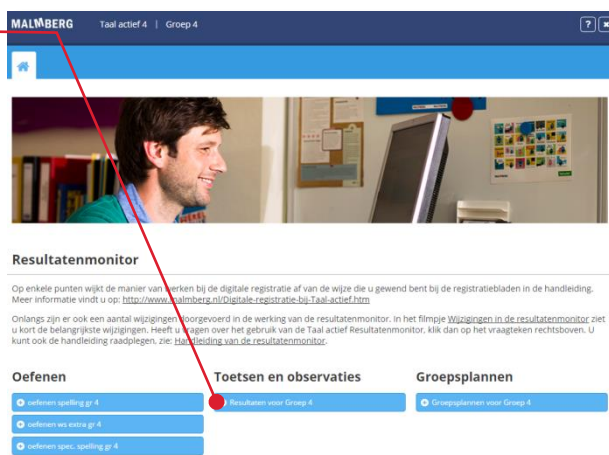 MALMBERG Taal actief 4 | Groep 4 ?
Resultatenmonitor
Op enkele punten wijkt de manier van werken bij de digitale registratie af van de wijze die u gewend bent bij de registratiebladen in de handleiding.
Meer informatie vindt u op: http://www.malmberg.nl/Digitale-registratie-bij-Taal-actief.htm
Onlangs zijn er ook een aantal wijzigingen doorgevoerd in de werking van de resultatenmonitor. In het filmpje Wijzigingen in de resultatenmonitor ziet
u kort de belangrijkste wijzigingen. Heeft u vragen over het gebruik van de Taal actief Resultatenmonitor, klik dan op het vraagteken rechtsboven. U
kunt ook de handleiding raadplegen, zie: Handleiding van de resultatenmonitor.
Oefenen
oefenen spelling gr 4
oefenen ws extra gr 4
oefenen spec. spelling gr 4
Toetsen en observaties
Resultaten voor Groep 4
Groepsplannen
Groepsplannen voor Groep 4